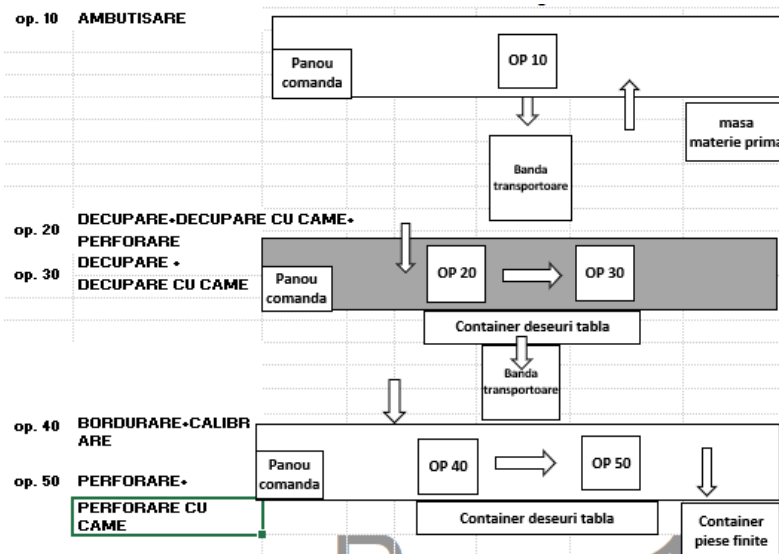 op. 10 AMBUTISARE
Panou
comanda
OP 10
masa
materie prima
Banda
transportoare
op. 20 DECUPARE+DECUPARE CU CAME+
PERFORARE
op. 30 DECUPARE +
DECUPARE CU CAME
Panou
comanda
OP 20
OP 30
Container deseuri tabla
Banda
transportoare
op. 40 BORDURARE+CALIBR
ARE
op. 50 PERFORARE+
PERFORARE CU
CAME
Panou
comanda
OP 40
OP 50
Container deseuri tabla
Container
piese finite